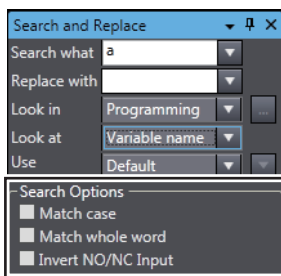 Search and Replace
Search what a
Replace with
Look in Programming ...
Look at Variable name
Use Default
Search Options
Match case
Match whole word
Invert NO/NC Input